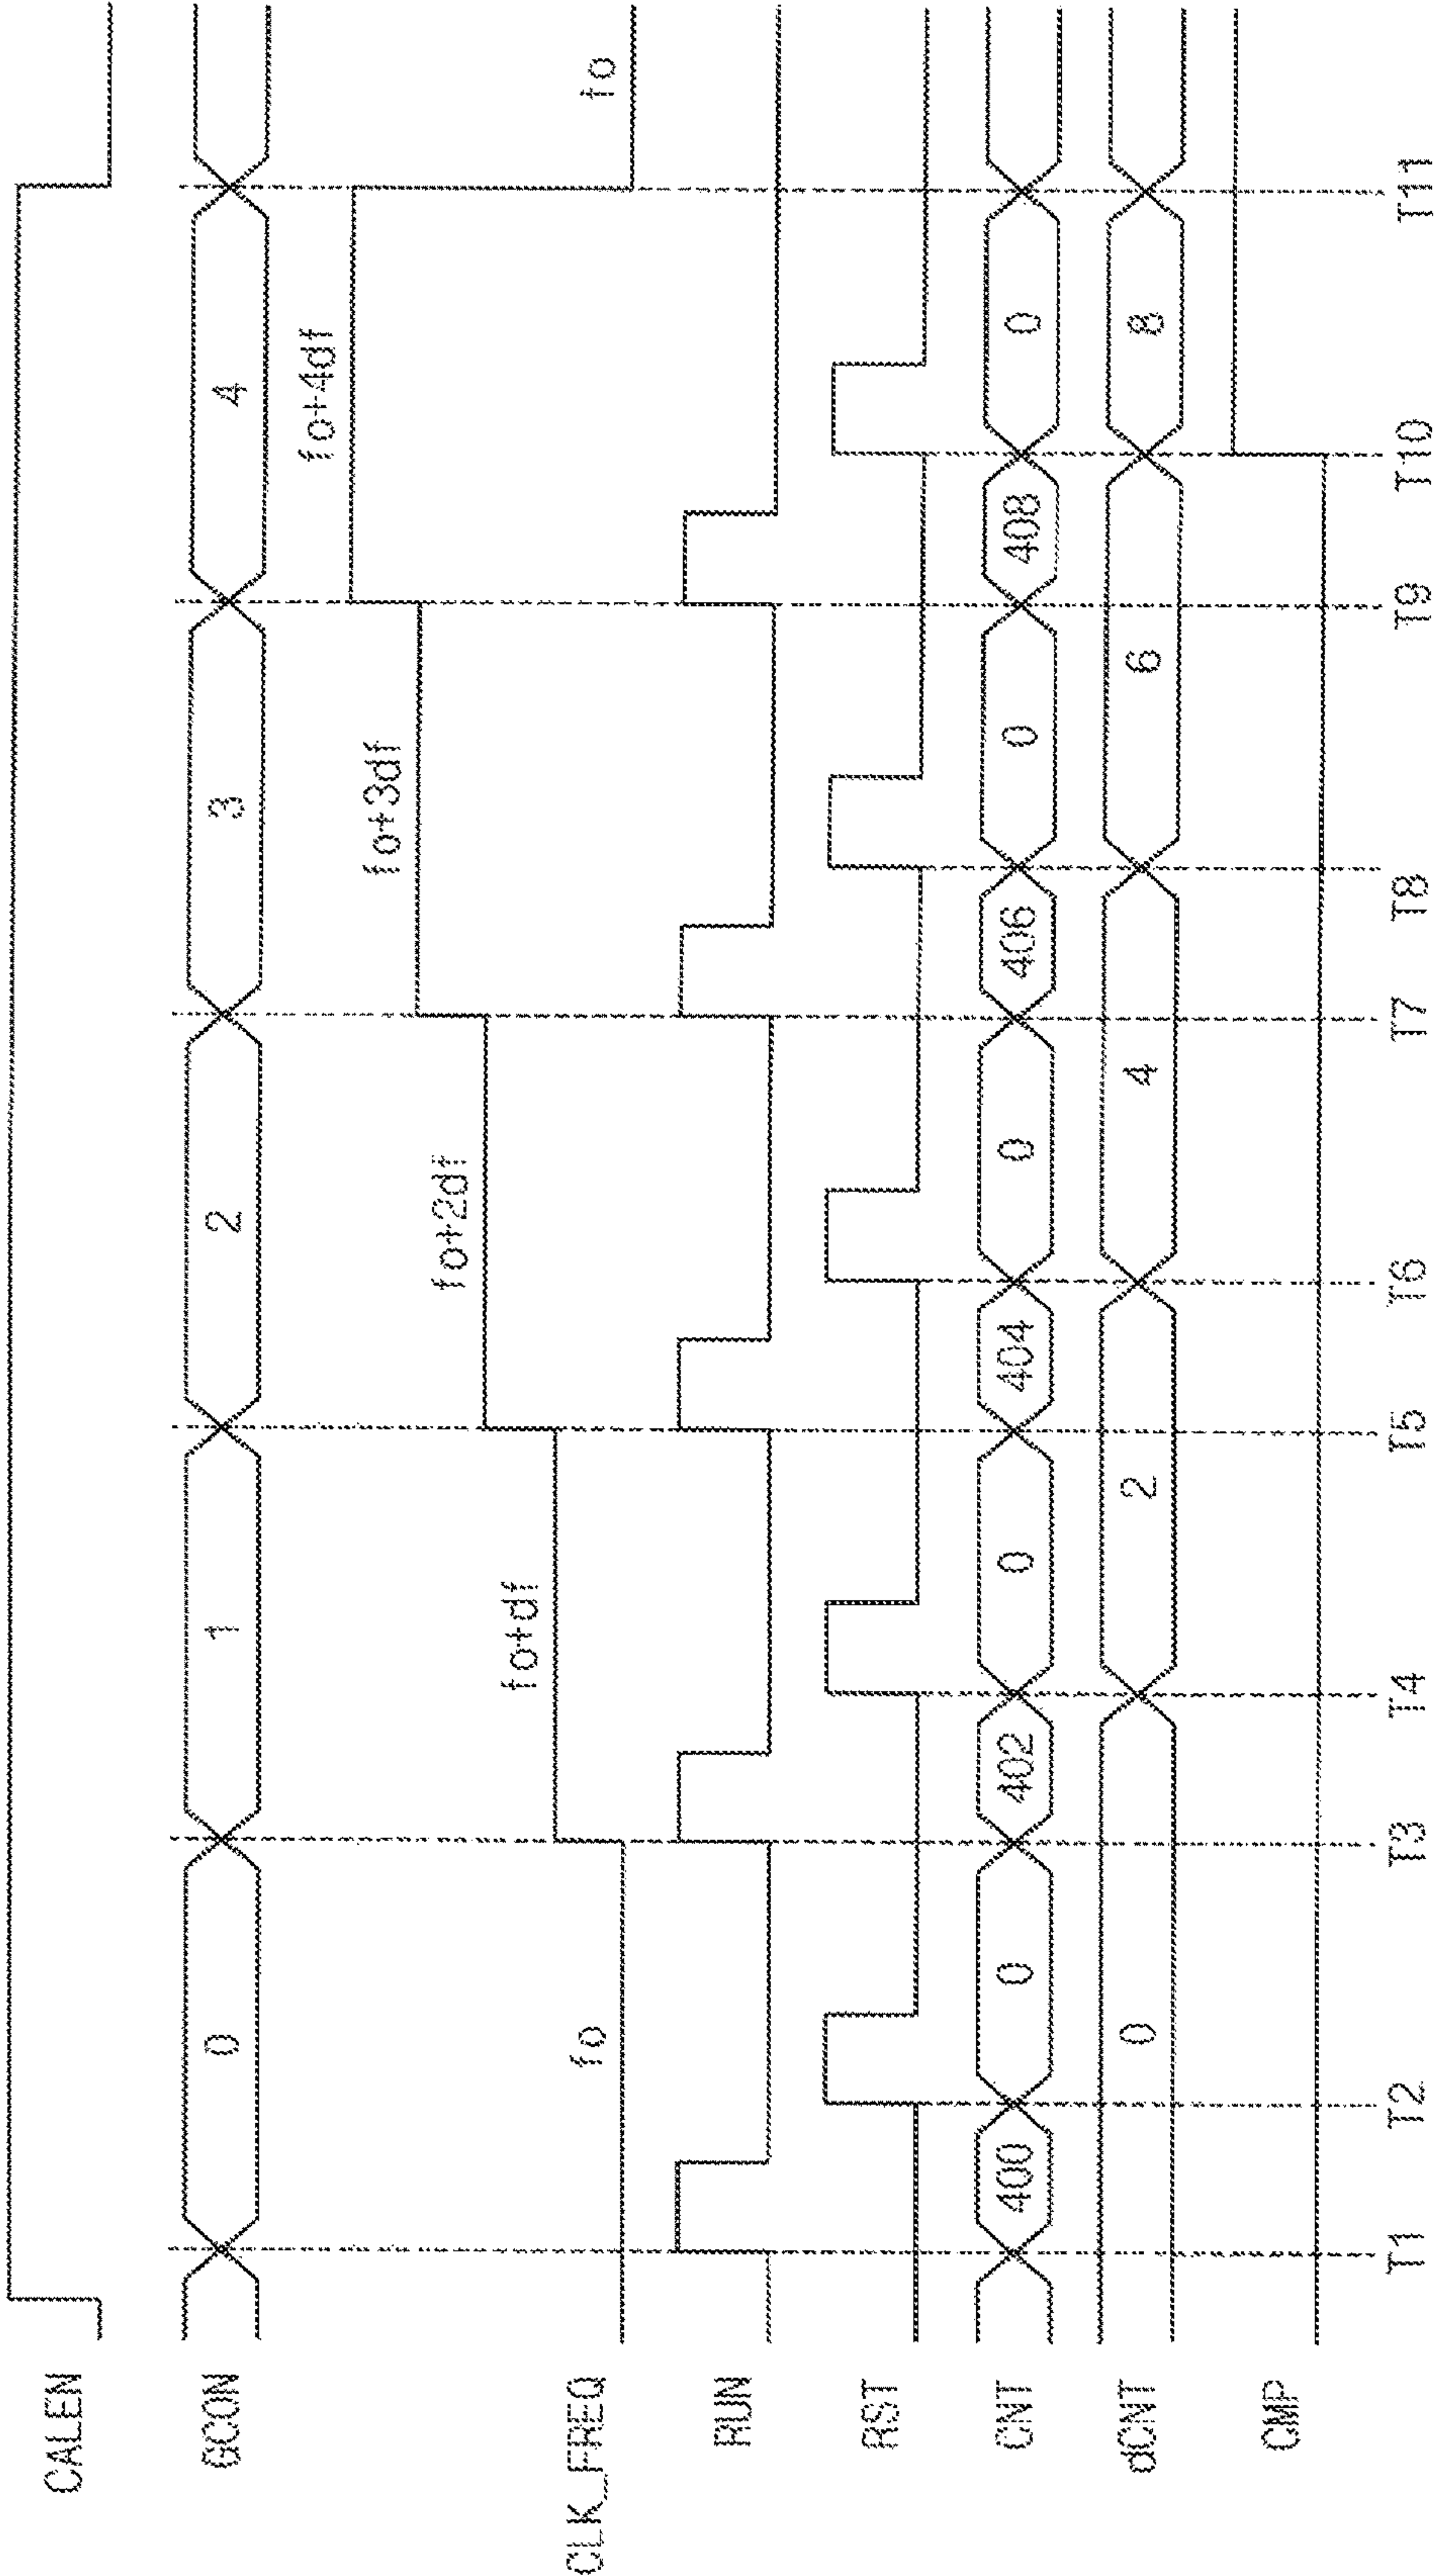 CALEN
GCON 0 1 2 3 4
CLK_FREQ fo fo+df fo+2df fo+3df fo+4df fo
RUN
RST
CNT 400 0 402 0 404 0 406 0 408 0
dCNT 0 2 4 6 8
CMP
T1 T2 T3 T4 T5 T6 T7 T8 T9 T10 T11